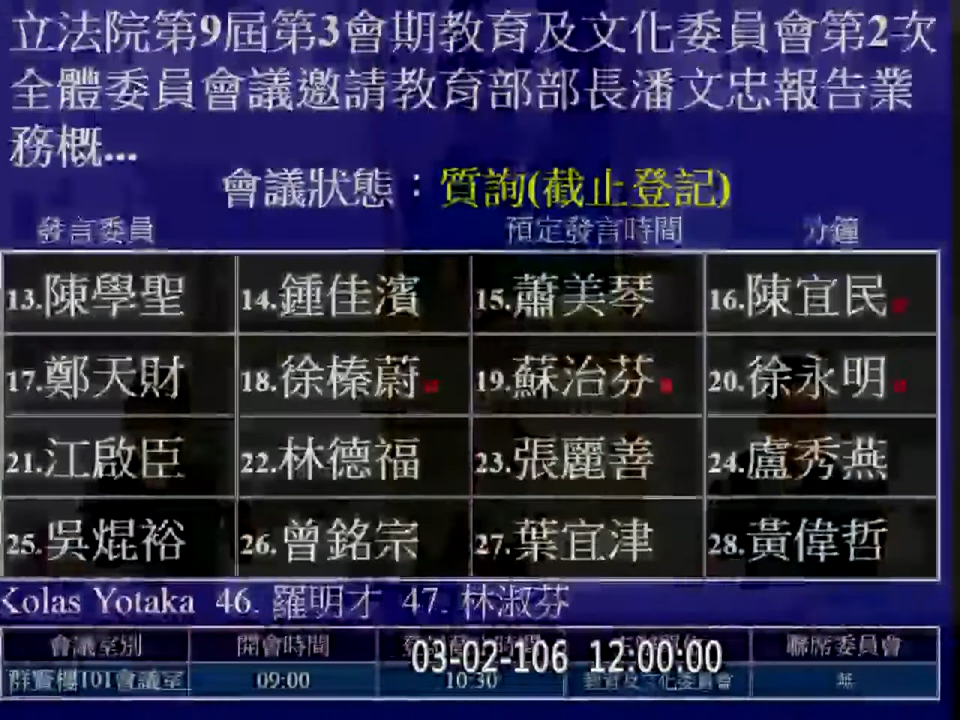 立法院第9屆第3會期教育及文化委員會第2次
全體委員會議邀請教育部部長潘文忠報告業
務概...
會議狀態：質詢(截止登記)
發言委員 預定發言時間 分鐘
13.陳學聖 14.鍾佳濱 15.蕭美琴 16.陳宜民
17.鄭天財 18.徐榛蔚 19.蘇治芬 20.徐永明
21.江啟臣 22.林德福 23.張麗善 24.盧秀燕
25.吳焜裕 26.曾銘宗 27.葉宜津 28.黃偉哲
Kolas Yotaka 46. 羅明才 47. 林淑芬
會議室別 開會時間 聯席委員會
03-02-106 12:00:00
群賢樓101會議室 09:00 10:30 教育及文化委員會 無